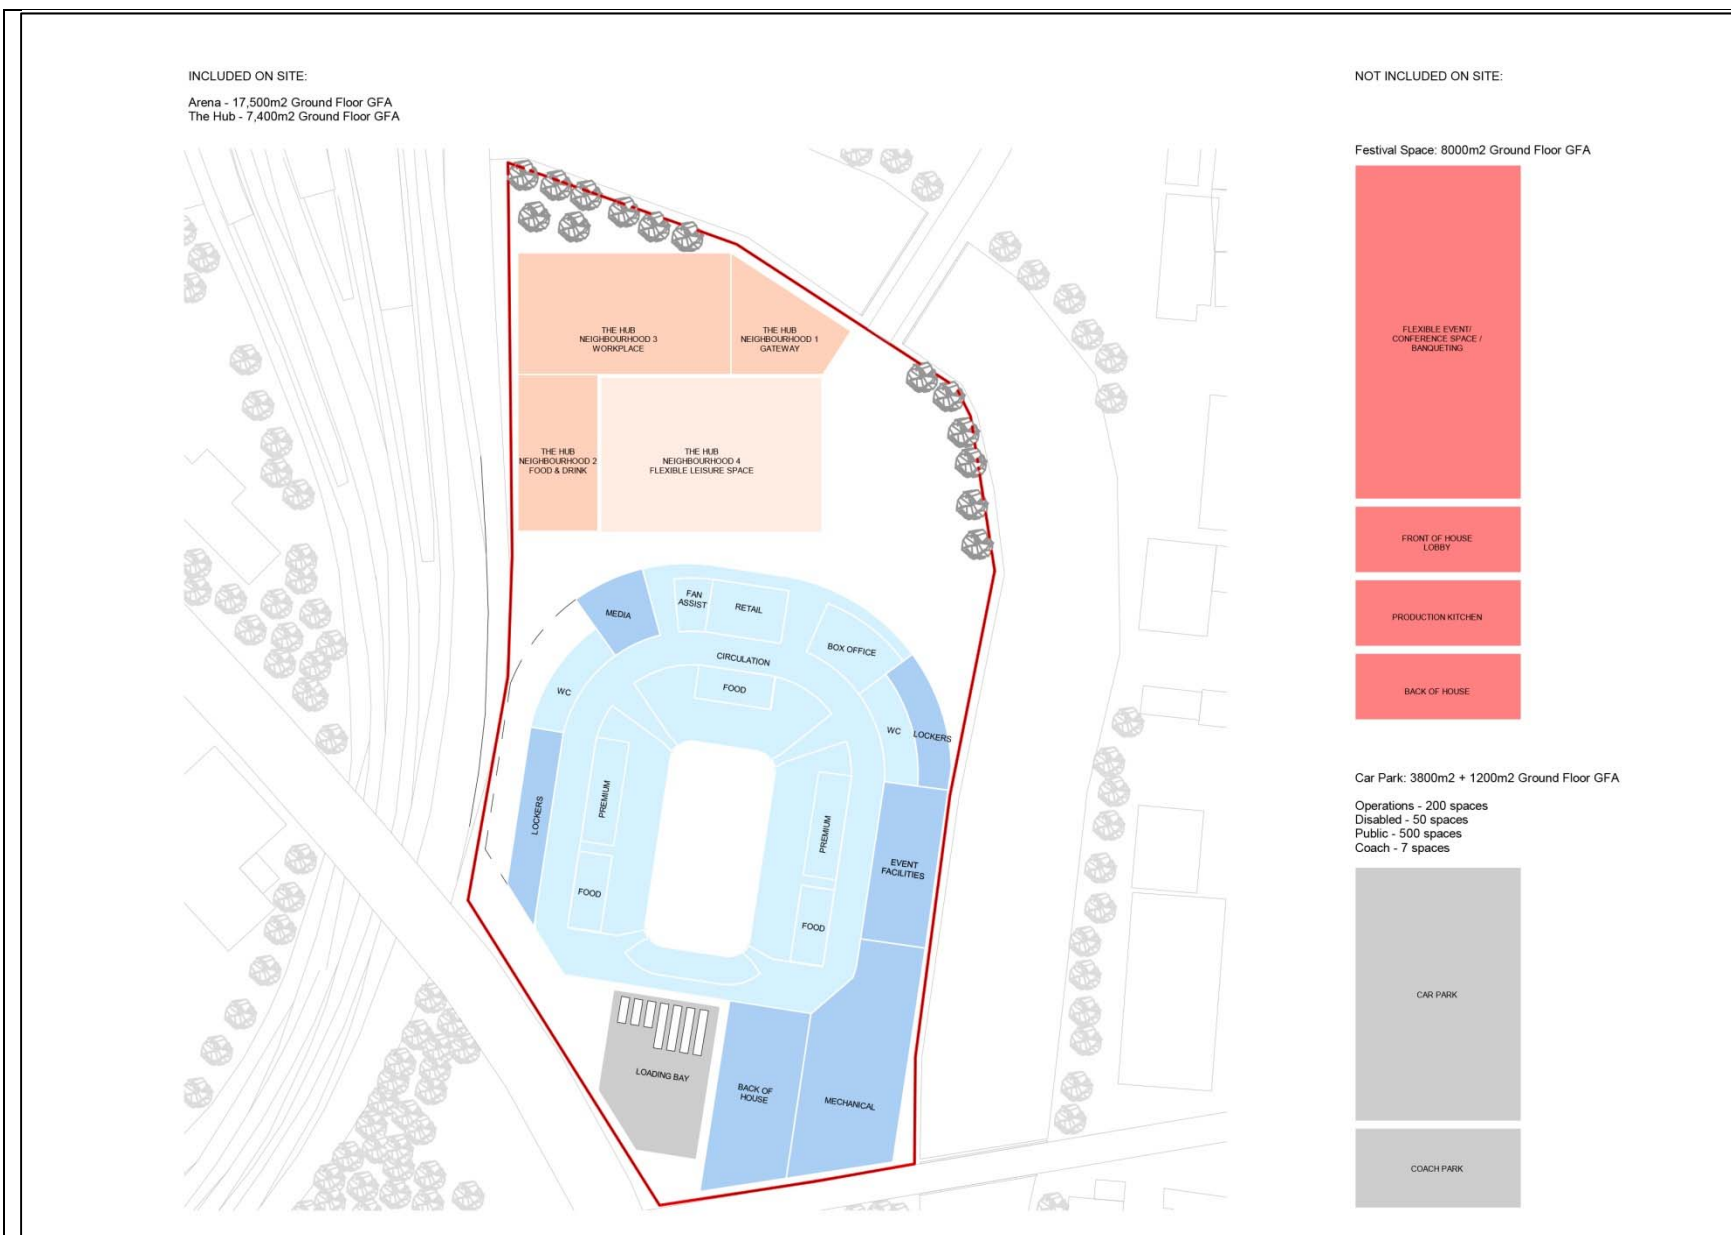 INCLUDED ON SITE:
Arena - 17,500m2 Ground Floor GFA
The Hub - 7,400m2 Ground Floor GFA
THE HUB
NEIGHBOURHOOD 3
WORKPLACE
THE HUB
NEIGHBOURHOOD 1
GATEWAY
THE HUB
NEIGHBOURHOOD 2
FOOD & DRINK
THE HUB
NEIGHBOURHOOD 4
FLEXIBLE LEISURE SPACE
MEDIA
FAN
ASSIST
RETAIL
BOX OFFICE
CIRCULATION
FOOD
WC
WC
LOCKERS
LOCKERS
PREMIUM
PREMIUM
EVENT
FACILITIES
FOOD
FOOD
LOADING BAY
BACK OF
HOUSE
MECHANICAL
NOT INCLUDED ON SITE:
Festival Space: 8000m2 Ground Floor GFA
FLEXIBLE EVENT/
CONFERENCE SPACE /
BANQUETING
FRONT OF HOUSE
LOBBY
PRODUCTION KITCHEN
BACK OF HOUSE
Car Park: 3800m2 + 1200m2 Ground Floor GFA
Operations - 200 spaces
Disabled - 50 spaces
Public - 500 spaces
Coach - 7 spaces
CAR PARK
COACH PARK